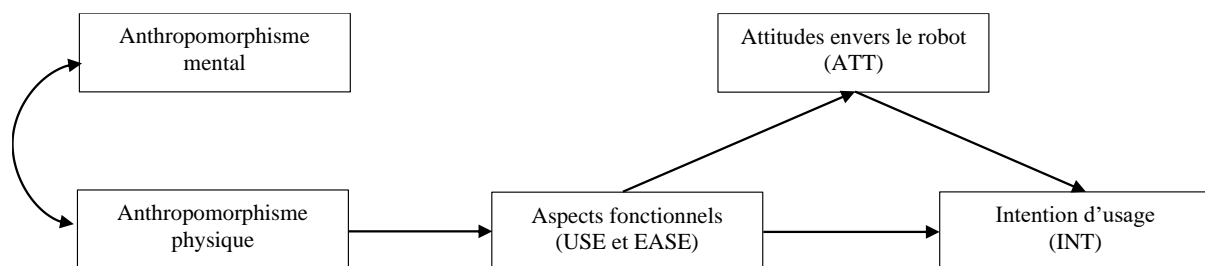 Anthropomorphisme
mental
Attitudes envers le robot
(ATT)
Anthropomorphisme
physique
Aspects fonctionnels
(USE et EASE)
Intention d’usage
(INT)